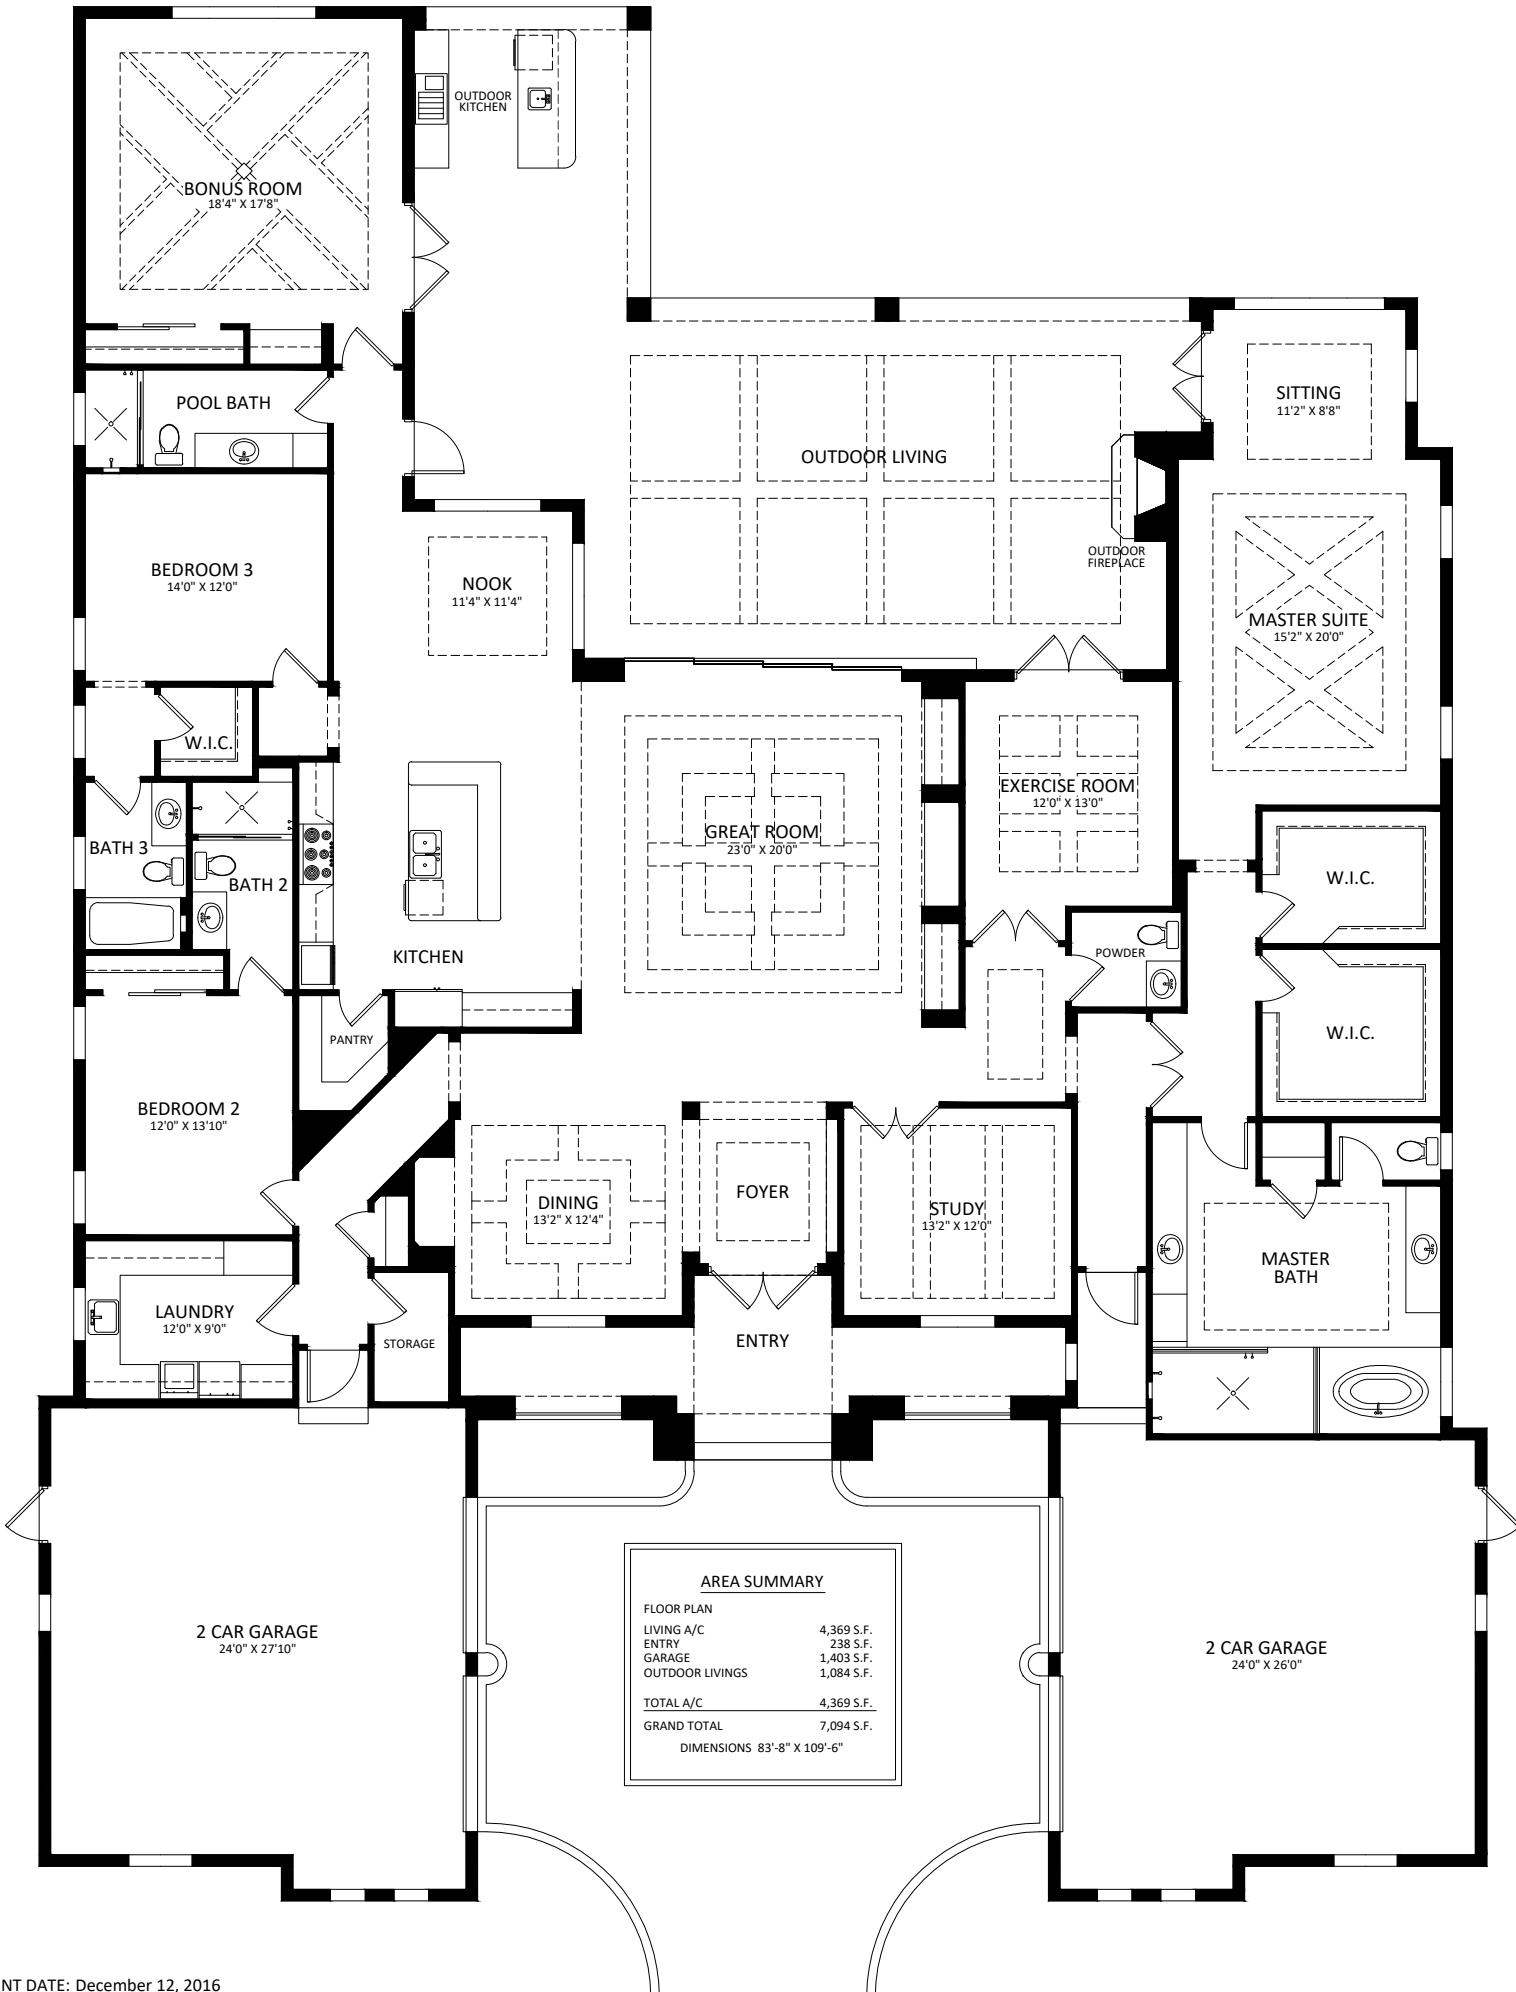 OUTDOOR
KITCHEN
BONUS ROOM
18'4" X 17'8"
POOL BATH
SITTING
11'2" X 8'8"
OUTDOOR LIVING
OUTDOOR
FIREPLACE
BEDROOM 3
14'0" X 12'0"
NOOK
11'4" X 11'4"
MASTER SUITE
15'2" X 20'0"
W.I.C.
EXERCISE ROOM
12'0" X 13'0"
GREAT ROOM
23'0" X 20'0"
BATH 3
BATH 2
W.I.C.
KITCHEN
POWDER
PANTRY
W.I.C.
BEDROOM 2
12'0" X 13'10"
DINING
13'2" X 12'4"
FOYER
STUDY
13'2" X 12'0"
MASTER
BATH
LAUNDRY
12'0" X 9'0"
STORAGE
ENTRY
2 CAR GARAGE
24'0" X 27'10"
AREA SUMMARY
FLOOR PLAN
LIVING A/C 4,369 S.F.
ENTRY 238 S.F.
GARAGE 1,403 S.F.
OUTDOOR LIVINGS 1,084 S.F.
TOTAL A/C 4,369 S.F.
GRAND TOTAL 7,094 S.F.
DIMENSIONS 83'-8" X 109'-6"
2 CAR GARAGE
24'0" X 26'0"
NT DATE: December 12, 2016